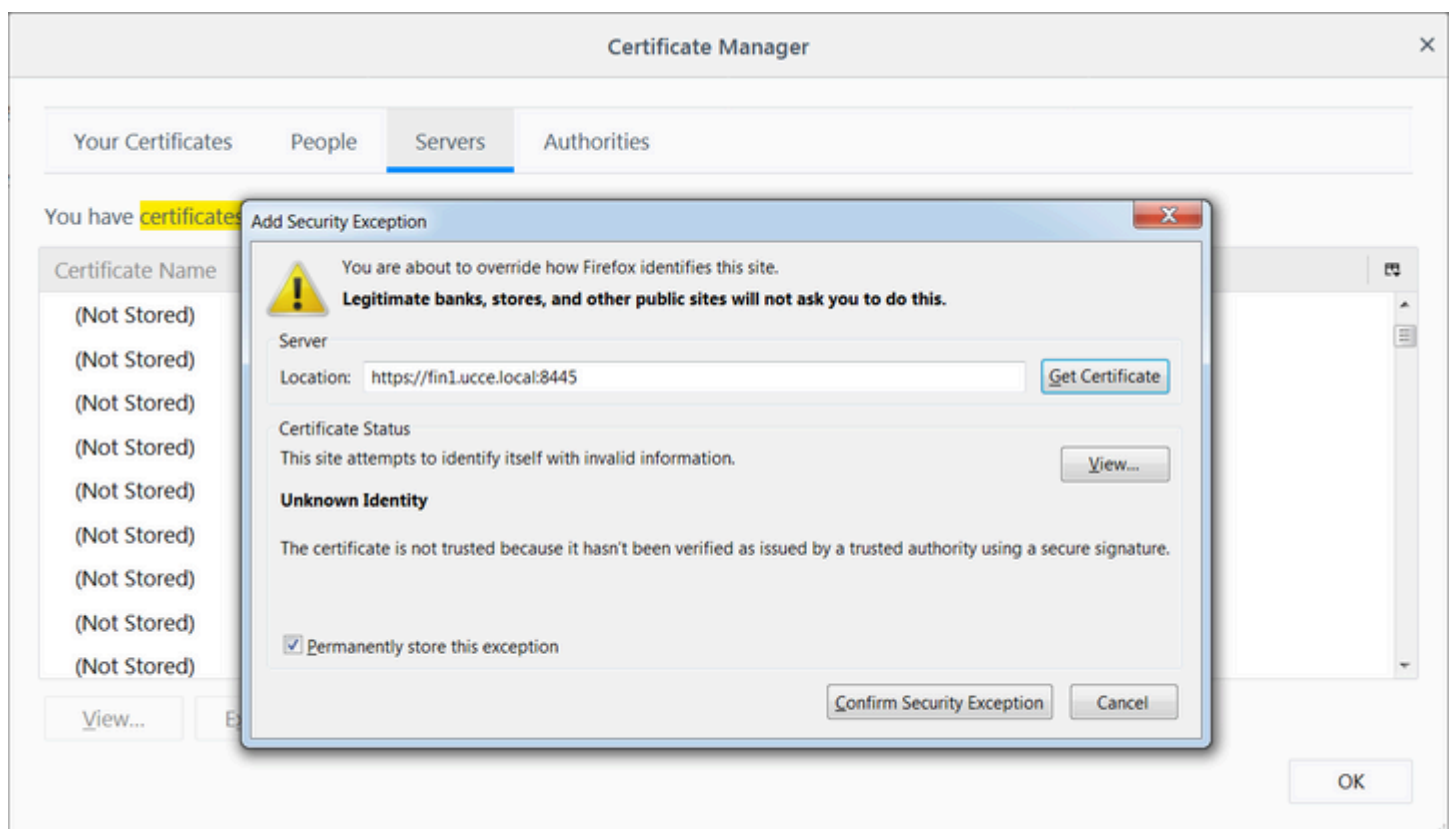 Certificate Manager
Your Certificates People Servers Authorities
You have certificates
Add Security Exception
You are about to override how Firefox identifies this site.
Legitimate banks, stores, and other public sites will not ask you to do this.
Certificate Name
(Not Stored)
(Not Stored)
(Not Stored)
(Not Stored)
(Not Stored)
(Not Stored)
(Not Stored)
(Not Stored)
(Not Stored)
Server
Location: https://fin1.ucce.local:8445 Get Certificate
Certificate Status
This site attempts to identify itself with invalid information.
View...
Unknown Identity
The certificate is not trusted because it hasn't been verified as issued by a trusted authority using a secure signature.
Permanently store this exception
Confirm Security Exception Cancel
View...
OK